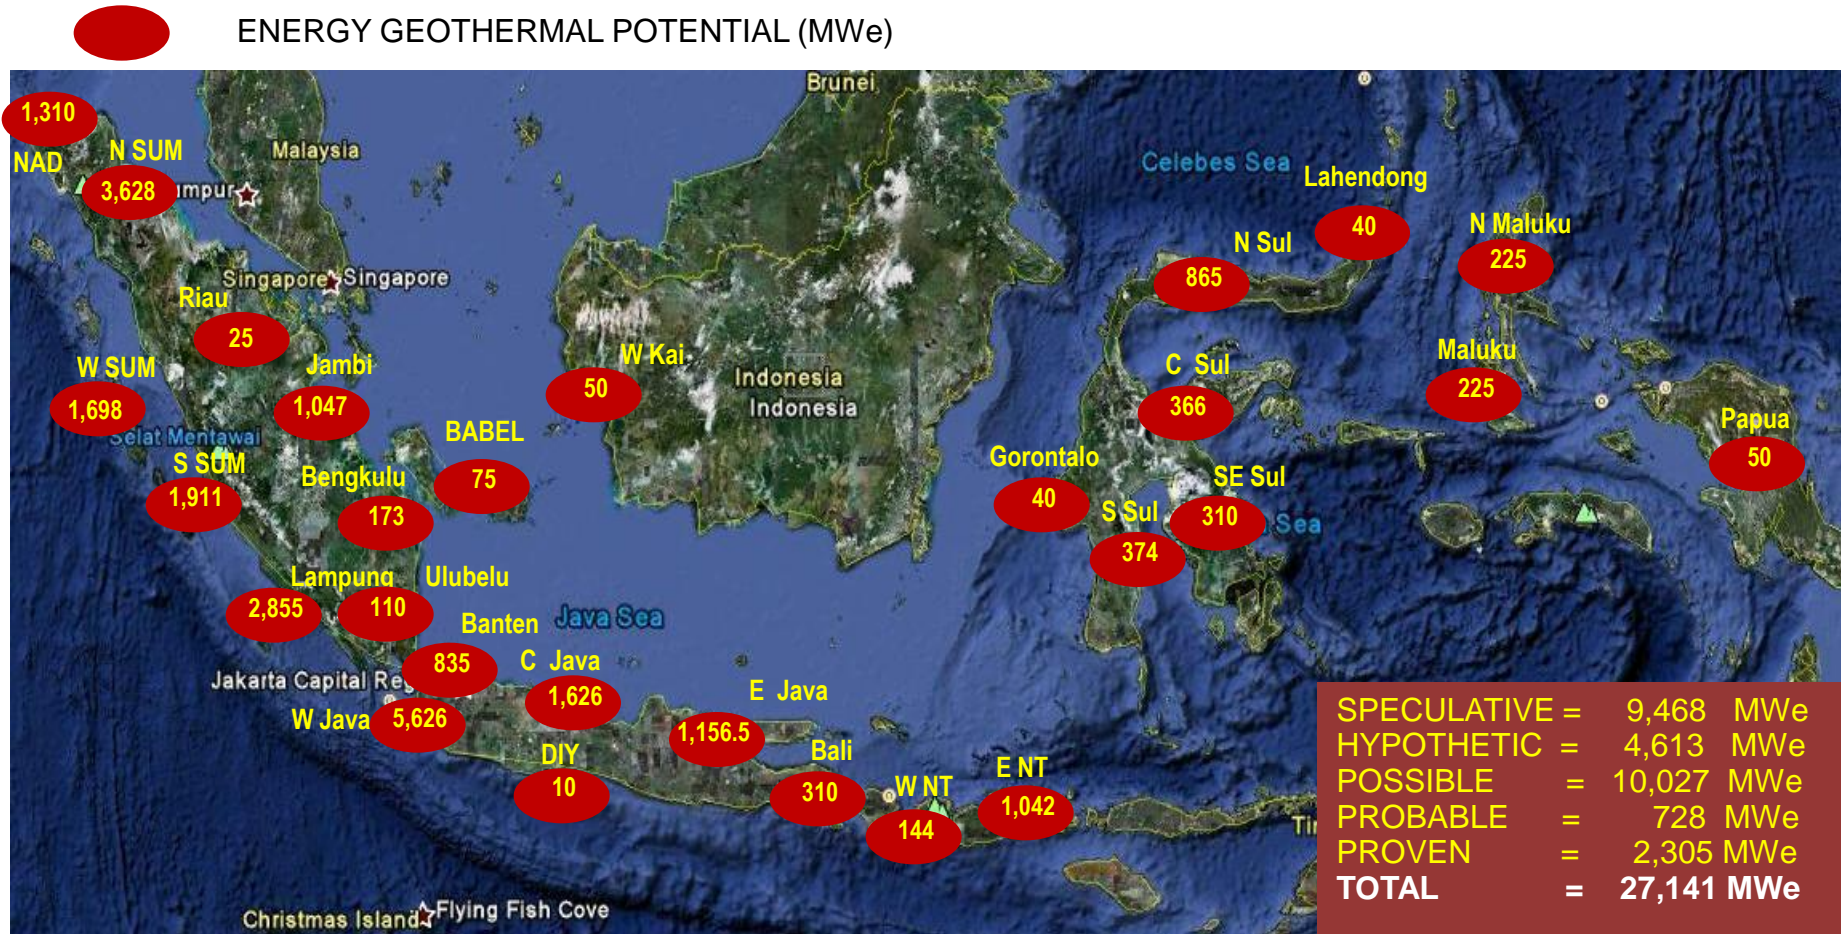 ENERGY GEOTHERMAL POTENTIAL (MWe)
Brunei
1,310
NAD
N SUM
3,628
umpur
Malaysia
Celebes Sea
Lahendong
40
N Maluku
225
N Sul
865
Singapore
Singapore
Riau
25
W SUM
1,698
Jambi
1,047
W Kai
50
Indonesia
Indonesia
C Sul
366
Maluku
225
Papua
50
Selat Mentawai
S SUM
1,911
BABEL
75
Bengkulu
173
Gorontalo
40
SE Sul
310
Sea
S Sul
374
Lampung
2,855
Ulubelu
110
Banten
835
Java Sea
C Java
1,626
Jakarta Capital Reg
W Java
5,626
E Java
1,156.5
DIY
10
Bali
310
W NT
144
E NT
1,042
Ti
SPECULATIVE = 9,468 MWe
HYPOTHETIC = 4,613 MWe
POSSIBLE = 10,027 MWe
PROBABLE = 728 MWe
PROVEN = 2,305 MWe
TOTAL = 27,141 MWe
Christmas Island
Flying Fish Cove